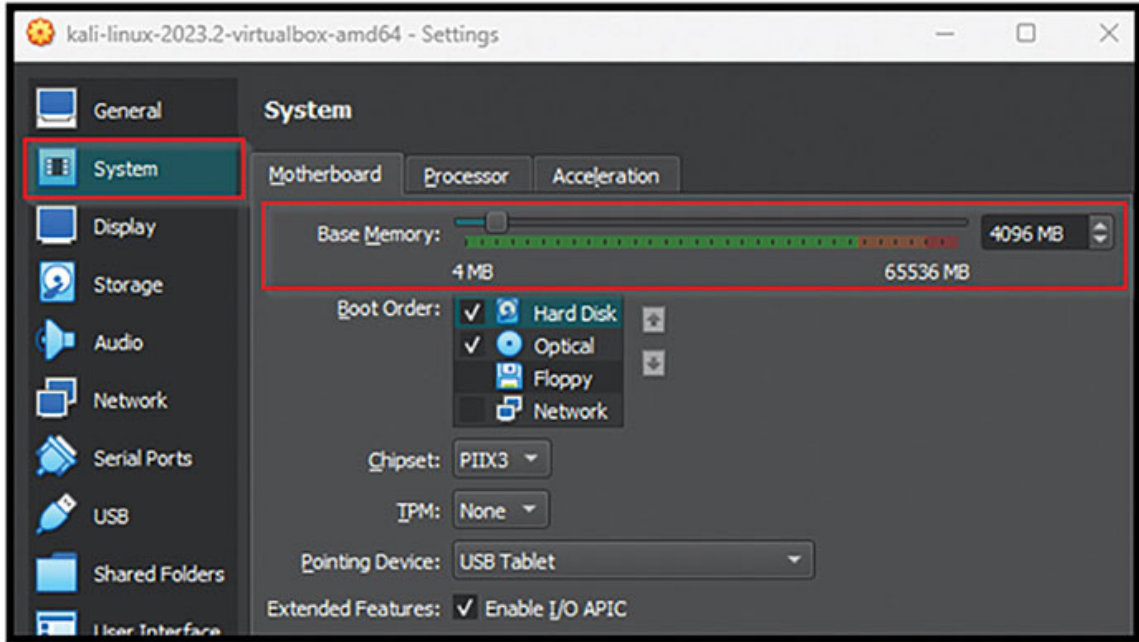 kali-linux-2023.2-virtualbox-amd64 - Settings
General
System
Display
Storage
Audio
Network
Serial Ports
USB
Shared Folders
User Interface
System
Motherboard Processor Acceleration
Base Memory: 4096 MB
4 MB 65536 MB
Boot Order: Hard Disk
Optical
Floppy
Network
Chipset: PIIX3
TPM: None
Pointing Device: USB Tablet
Extended Features: Enable I/O APIC